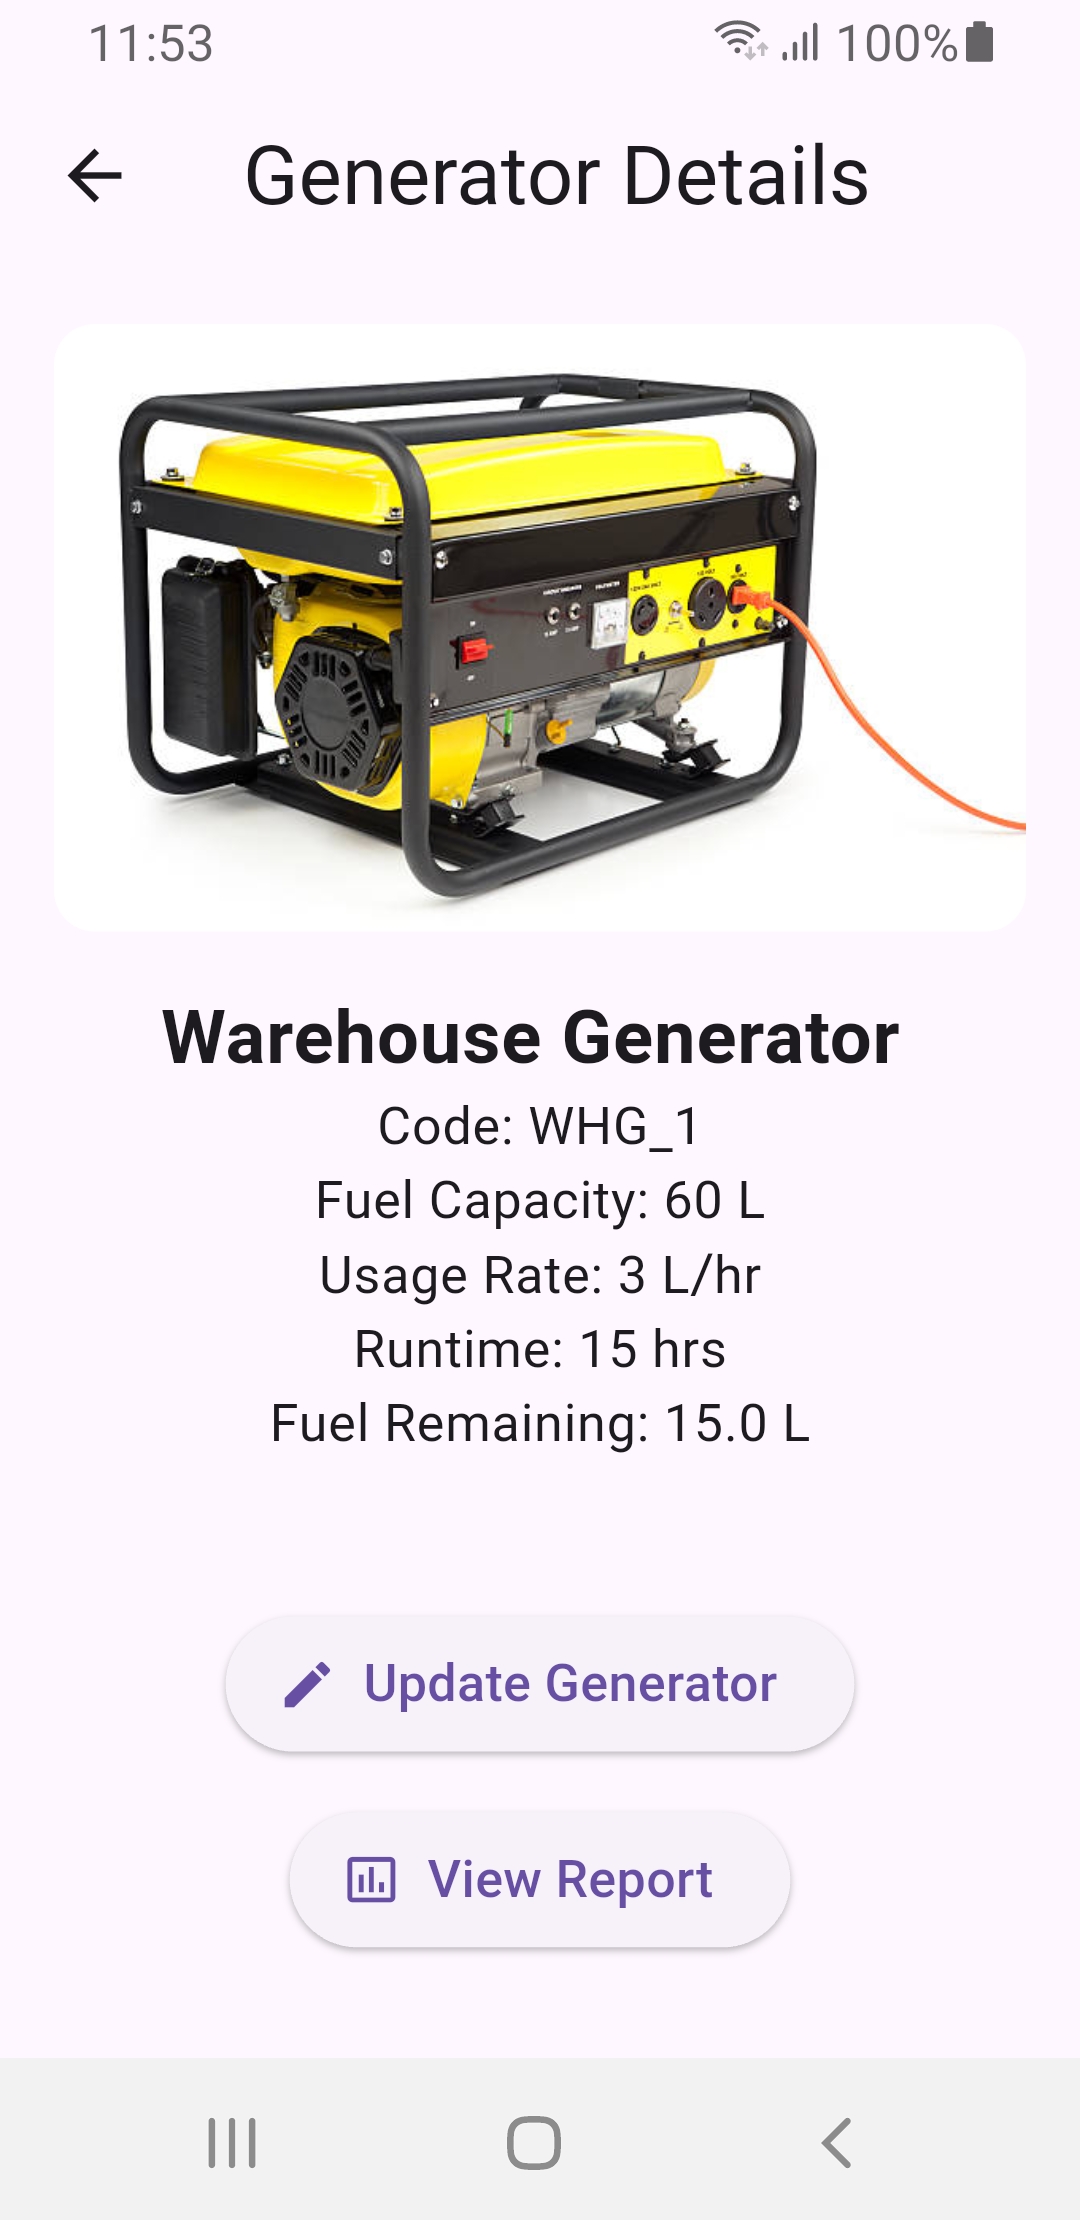 11:53
100%
Generator Details
Warehouse Generator
Code: WHG_1
Fuel Capacity: 60 L
Usage Rate: 3 L/hr
Runtime: 15 hrs
Fuel Remaining: 15.0 L
Update Generator
View Report